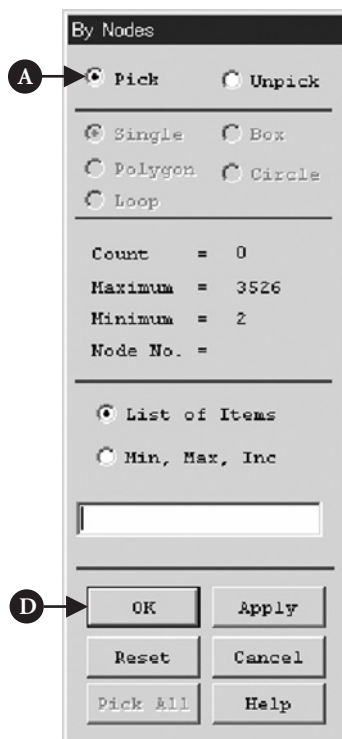 By Nodes
A Pick Unpick
Single Box
Polygon Circle
Loop
Count = 0
Maximum = 3526
Minimum = 2
Node No. =
List of Items
Min, Max, Inc
D OK Apply
Reset Cancel
Pick All Help